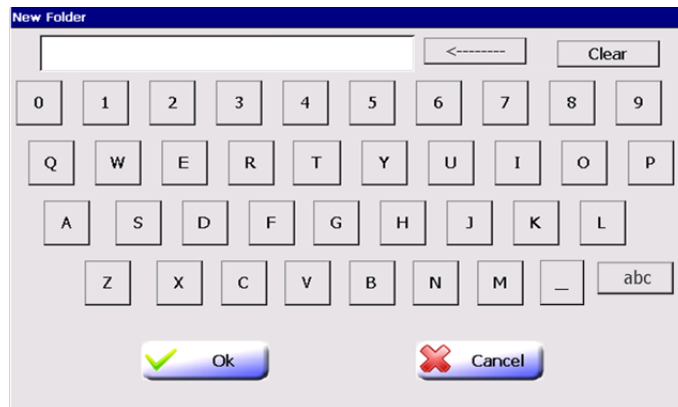 New Folder
<-------- Clear
0 1 2 3 4 5 6 7 8 9
Q W E R T Y U I O P
A S D F G H J K L
Z X C V B N M _ abc
Ok Cancel